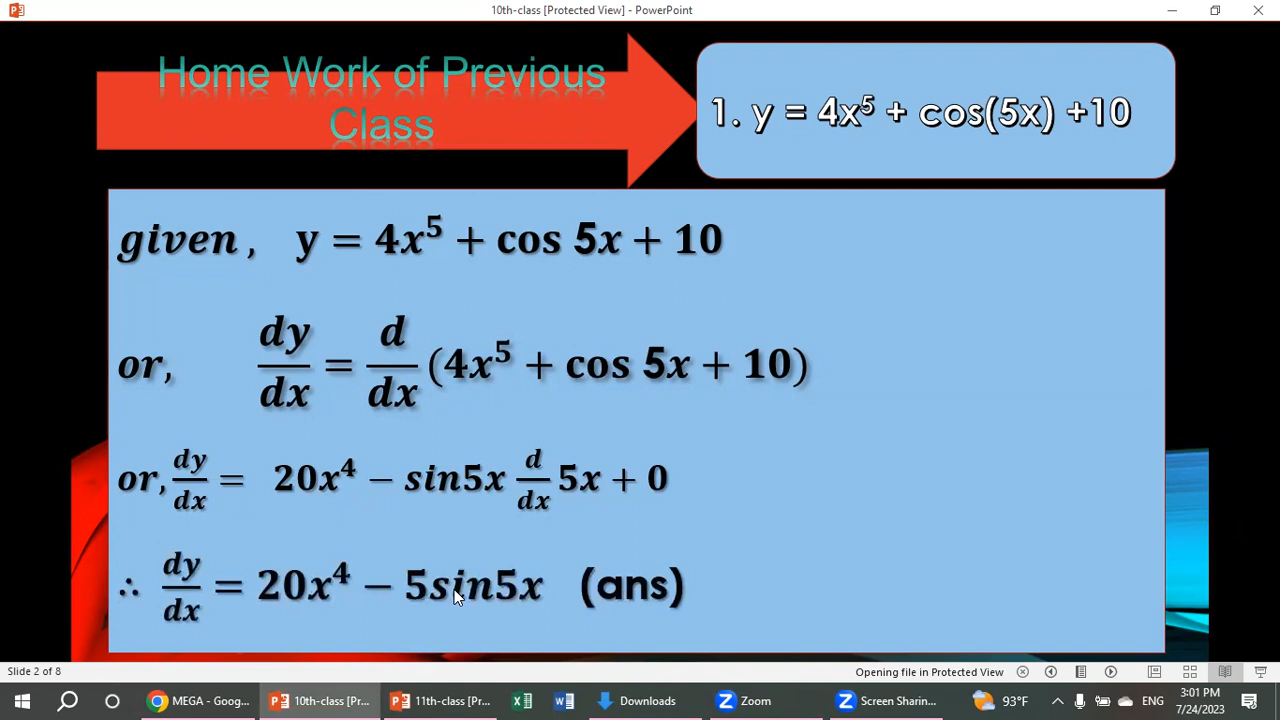 10th-class [Protected View] - PowerPoint
Home Work of Previous
Class
1. y = 4x⁵ + cos(5x) +10
given , y = 4x⁵ + cos 5x + 10
or, dy/dx = d/dx (4x⁵ + cos 5x + 10)
or, dy/dx = 20x⁴ − sin5x d/dx 5x + 0
∴ dy/dx = 20x⁴ − 5sin5x (ans)
Slide 2 of 8
Opening file in Protected View
MEGA - Goog...
10th-class [Pr...
11th-class [Pr...
Downloads
Zoom
Screen Sharin...
93°F
ENG
3:01 PM
7/24/2023